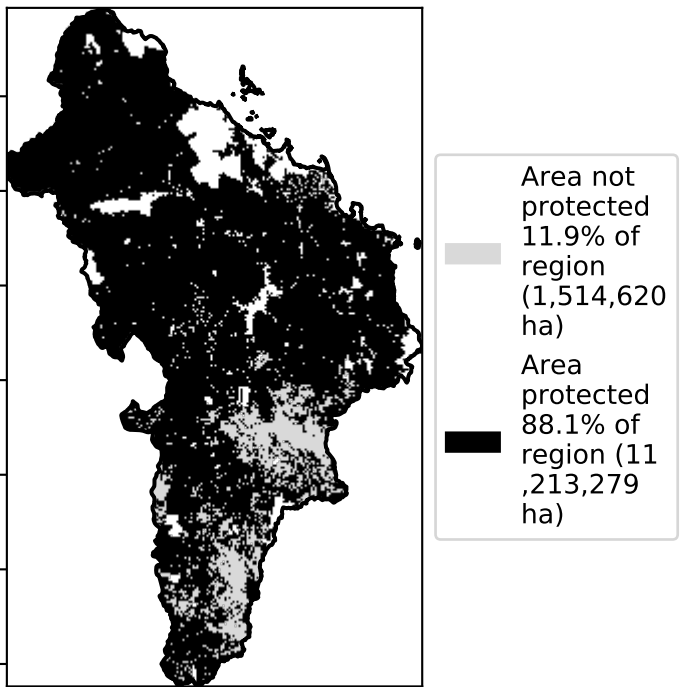 Area not
protected
11.9% of
region
(1,514,620
ha)
Area
protected
88.1% of
region (11
,213,279
ha)